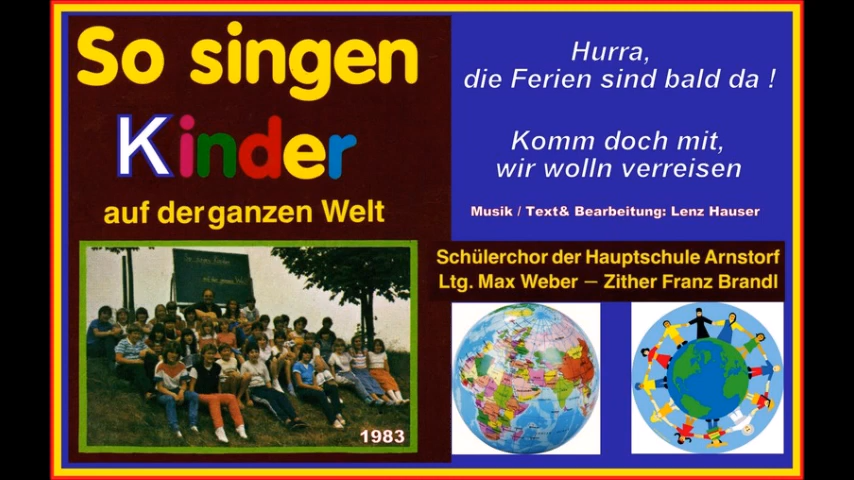 So singen
Kinder
auf der ganzen Welt
Hurra,
die Ferien sind bald da !
Komm doch mit,
wir wolln verreisen
Musik / Text& Bearbeitung: Lenz Hauser
Schülerchor der Hauptschule Arnstorf
Ltg. Max Weber – Zither Franz Brandl
1983